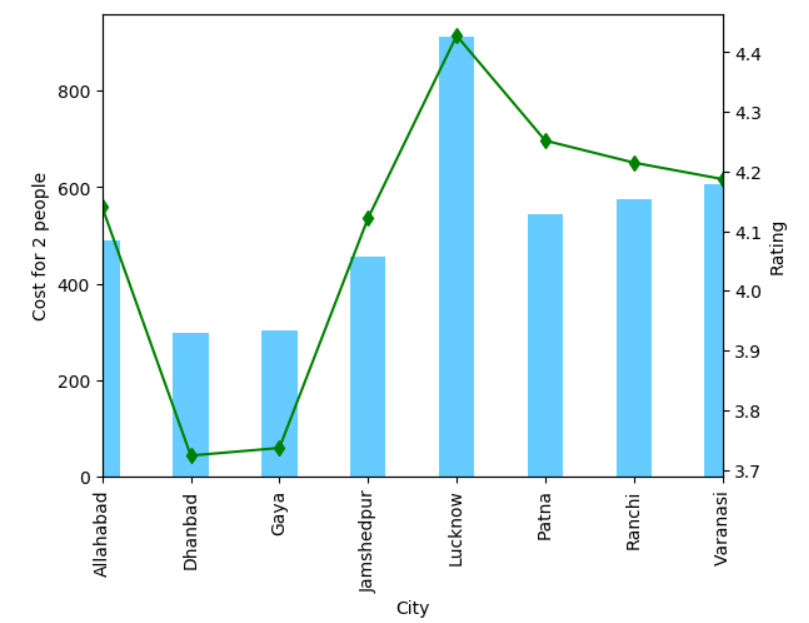 800
600
400
200
0
Cost for 2 people
4.4
4.3
4.2
4.1
4.0
3.9
3.8
3.7
Rating
Allahabad
Dhanbad
Gaya
Jamshedpur
Lucknow
Patna
Ranchi
Varanasi
City